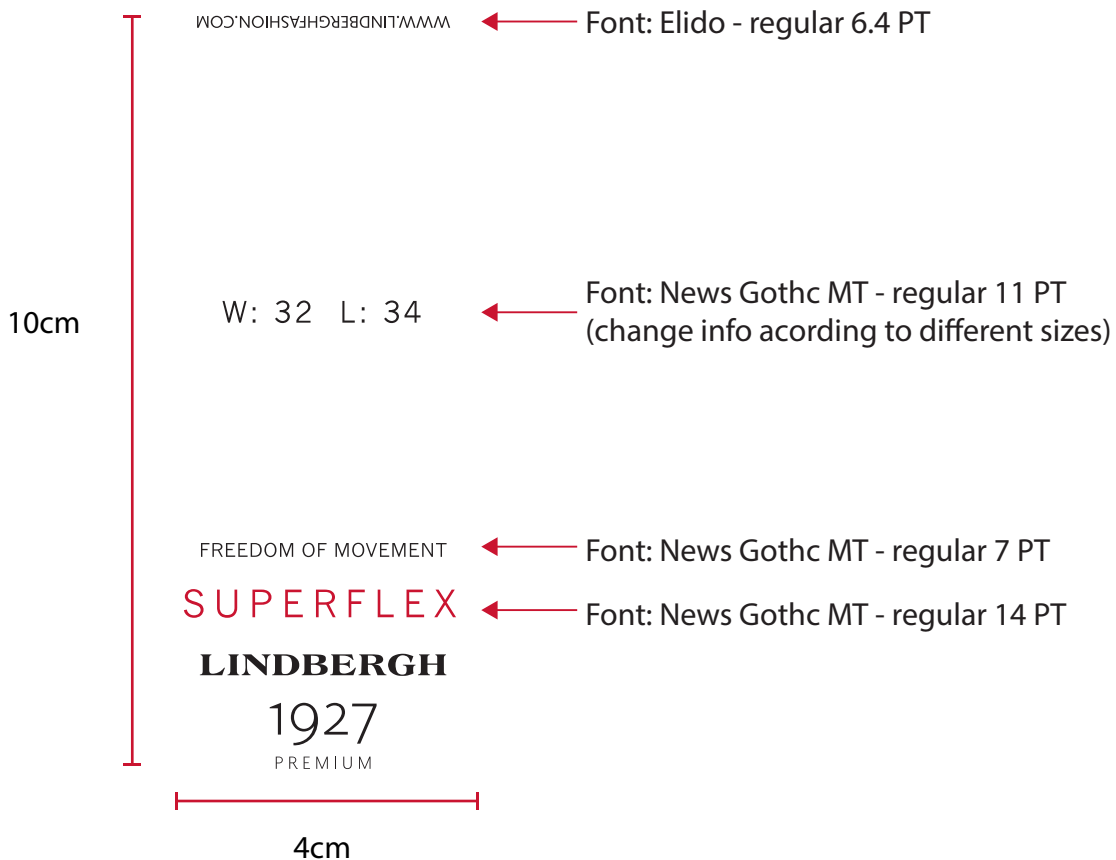 WWW.LINDBERGHFASHION.COM
Font: Elido - regular 6.4 PT
10cm
W: 32 L: 34
Font: News Gothc MT - regular 11 PT
(change info acording to different sizes)
FREEDOM OF MOVEMENT
Font: News Gothc MT - regular 7 PT
SUPERFLEX
Font: News Gothc MT - regular 14 PT
LINDBERGH
1927
PREMIUM
4cm